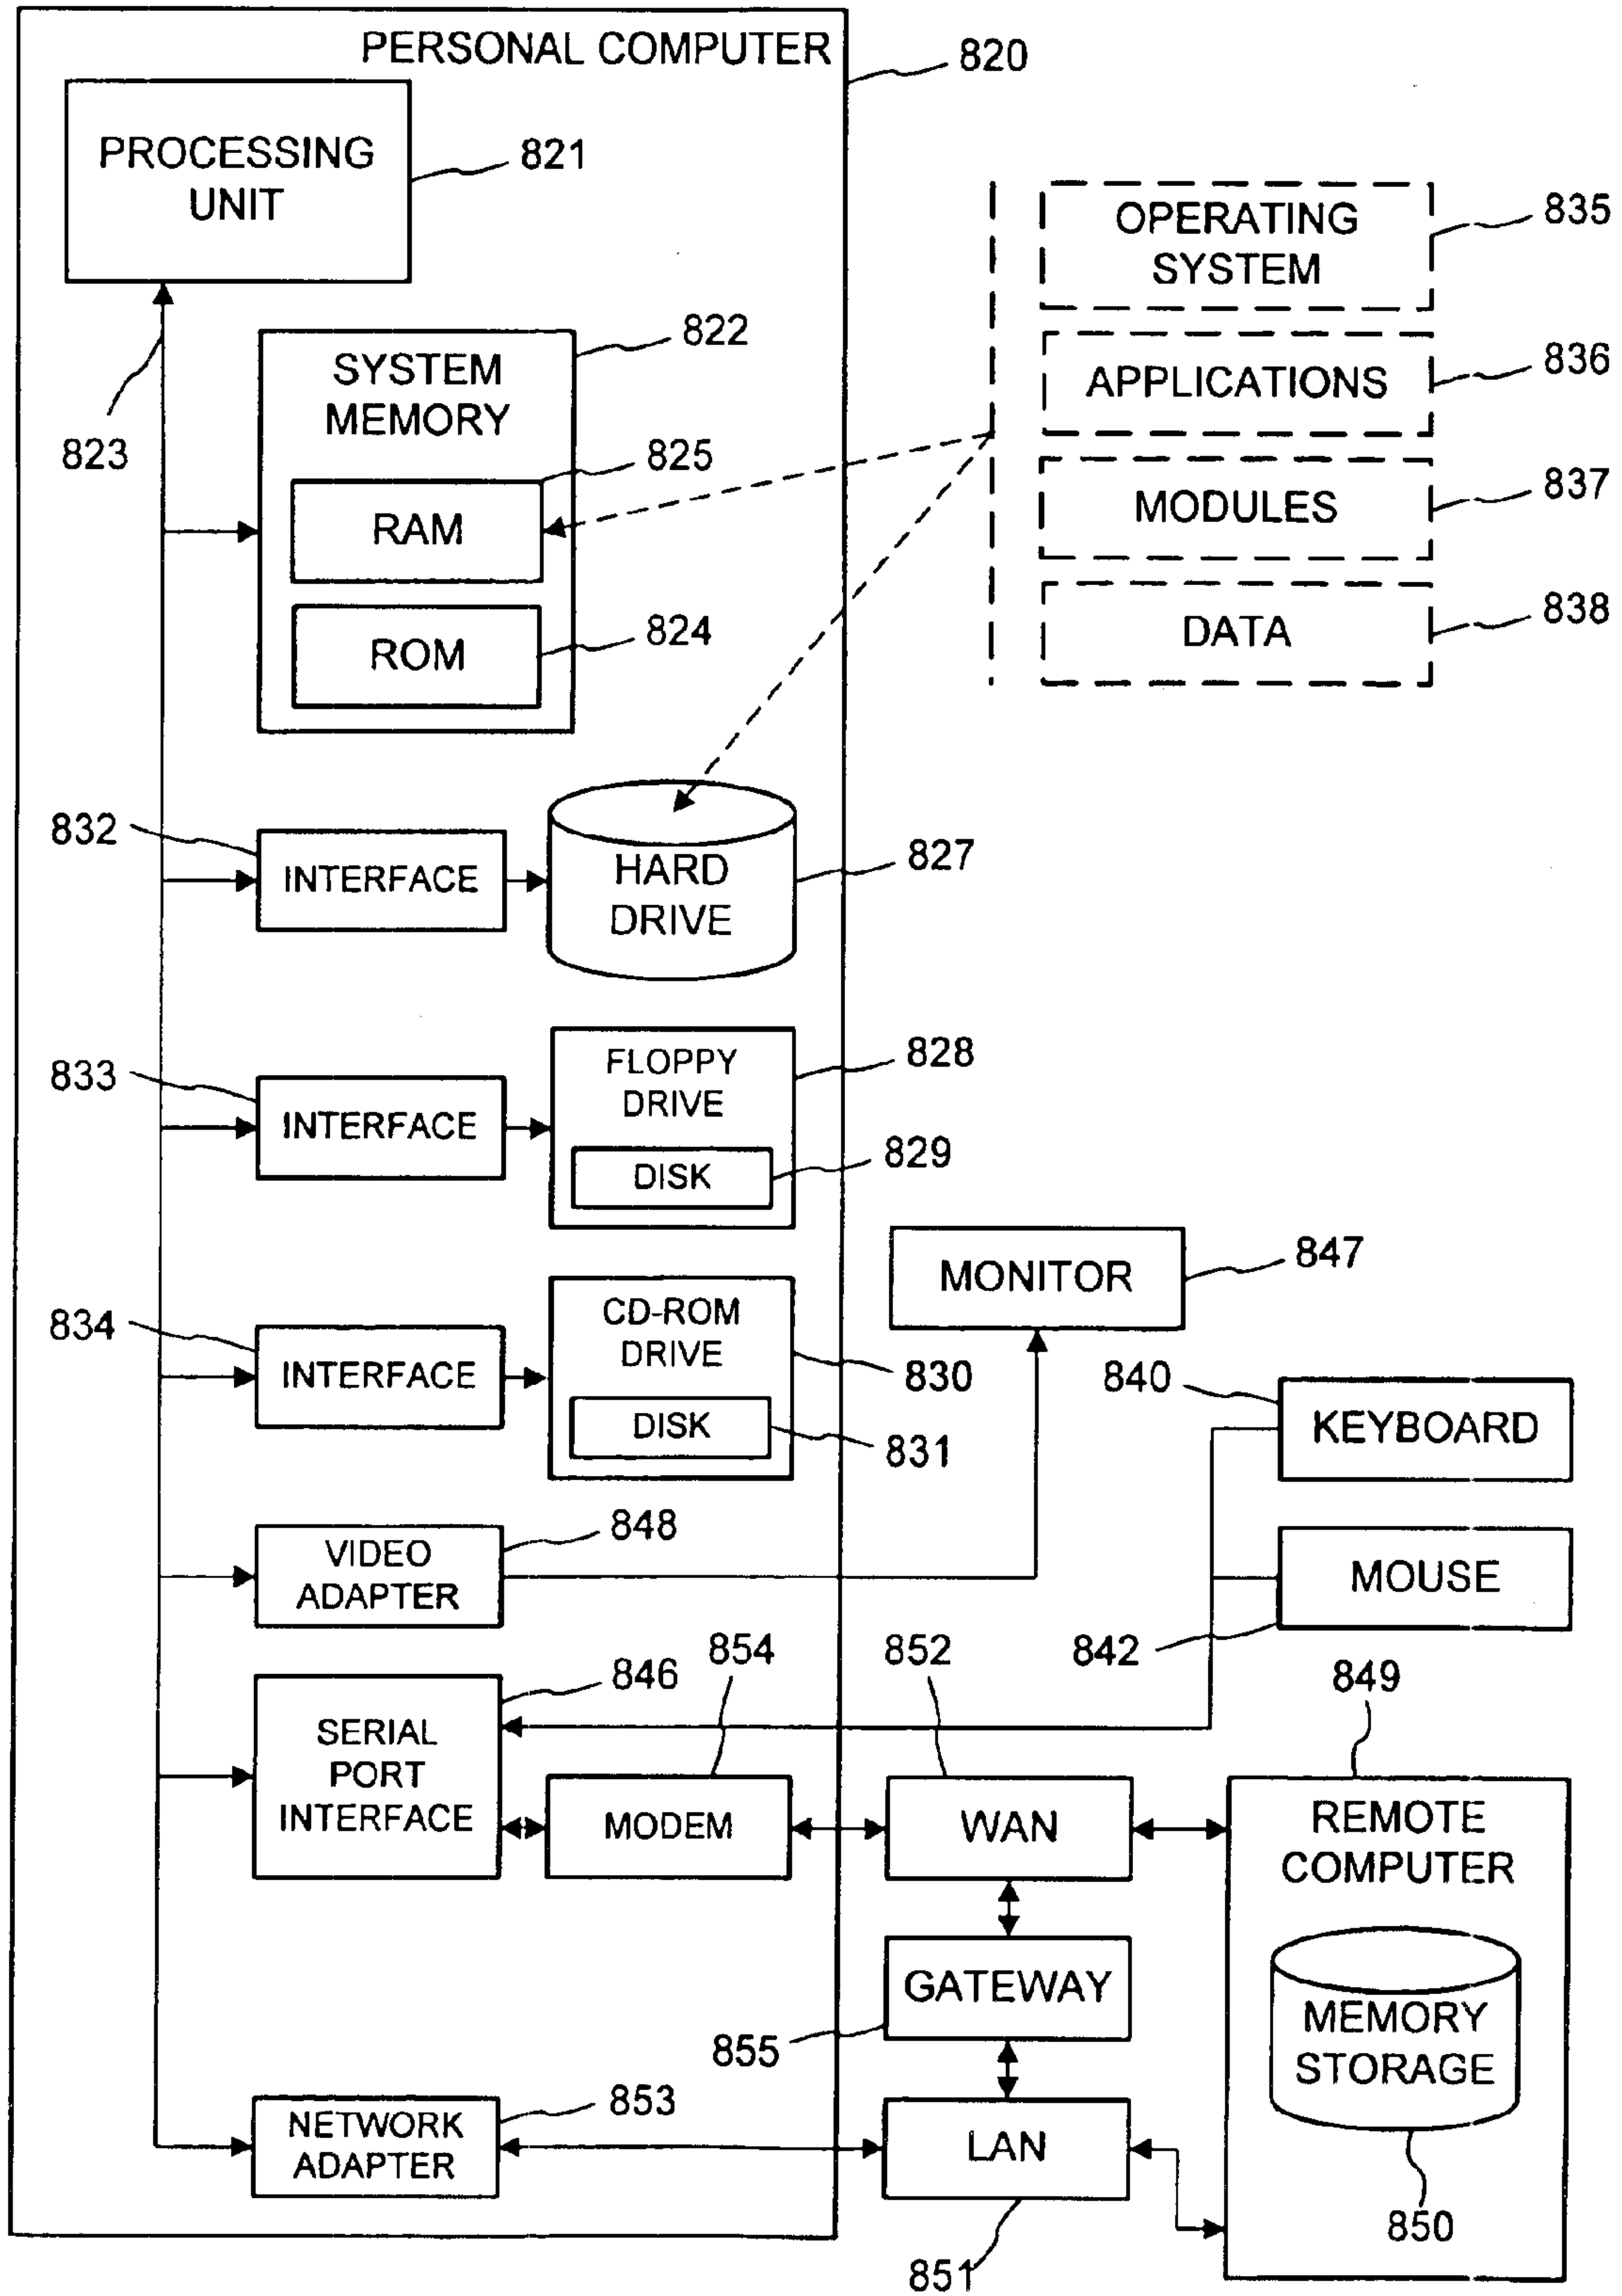 PERSONAL COMPUTER
820
PROCESSING
UNIT
821
823
822
SYSTEM
MEMORY
825
RAM
824
ROM
OPERATING
SYSTEM
835
APPLICATIONS
836
MODULES
837
DATA
838
832
INTERFACE
HARD
DRIVE
827
833
INTERFACE
FLOPPY
DRIVE
828
DISK
829
834
INTERFACE
CD-ROM
DRIVE
830
DISK
831
MONITOR
847
840
KEYBOARD
MOUSE
842
VIDEO
ADAPTER
848
846
SERIAL
PORT
INTERFACE
854
MODEM
852
WAN
849
REMOTE
COMPUTER
GATEWAY
855
MEMORY
STORAGE
850
NETWORK
ADAPTER
853
LAN
851